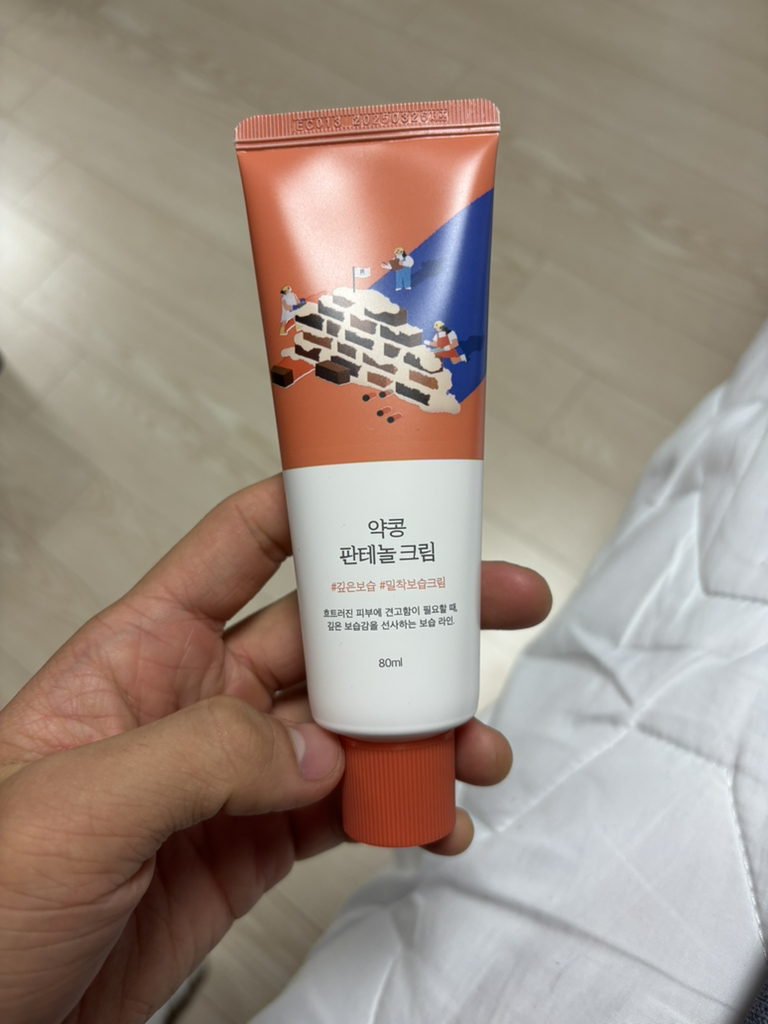 EC013 20250326
약콩
판테놀 크림
#깊은보습 #밀착보습크림
흐트러진 피부에 견고함이 필요할 때,
깊은 보습감을 선사하는 보습 라인.
80ml